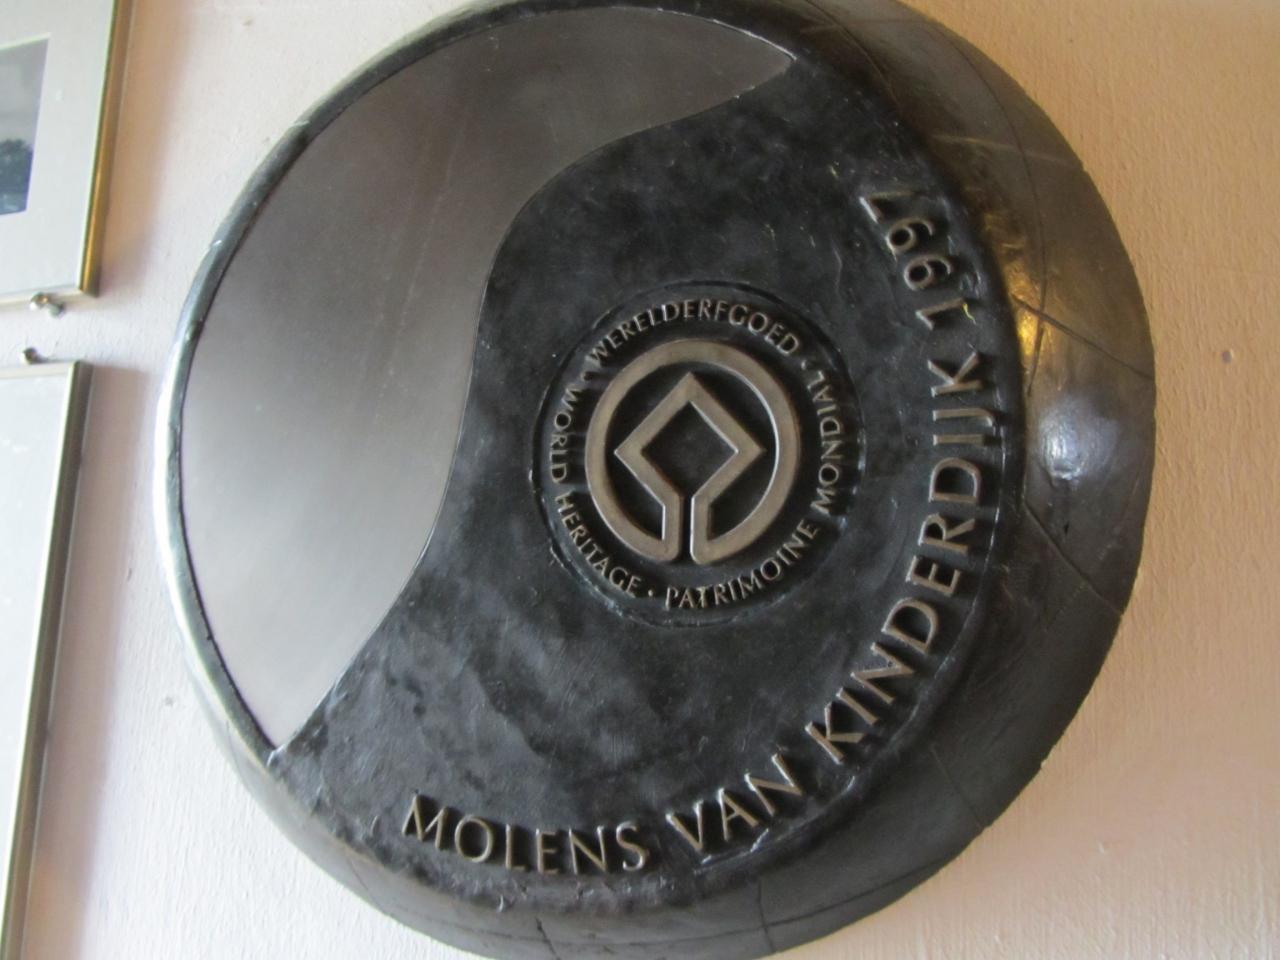 WERELDERFGOED • PATRIMOINE MONDIAL • WORLD HERITAGE •
MOLENS VAN KINDERDIJK 1997